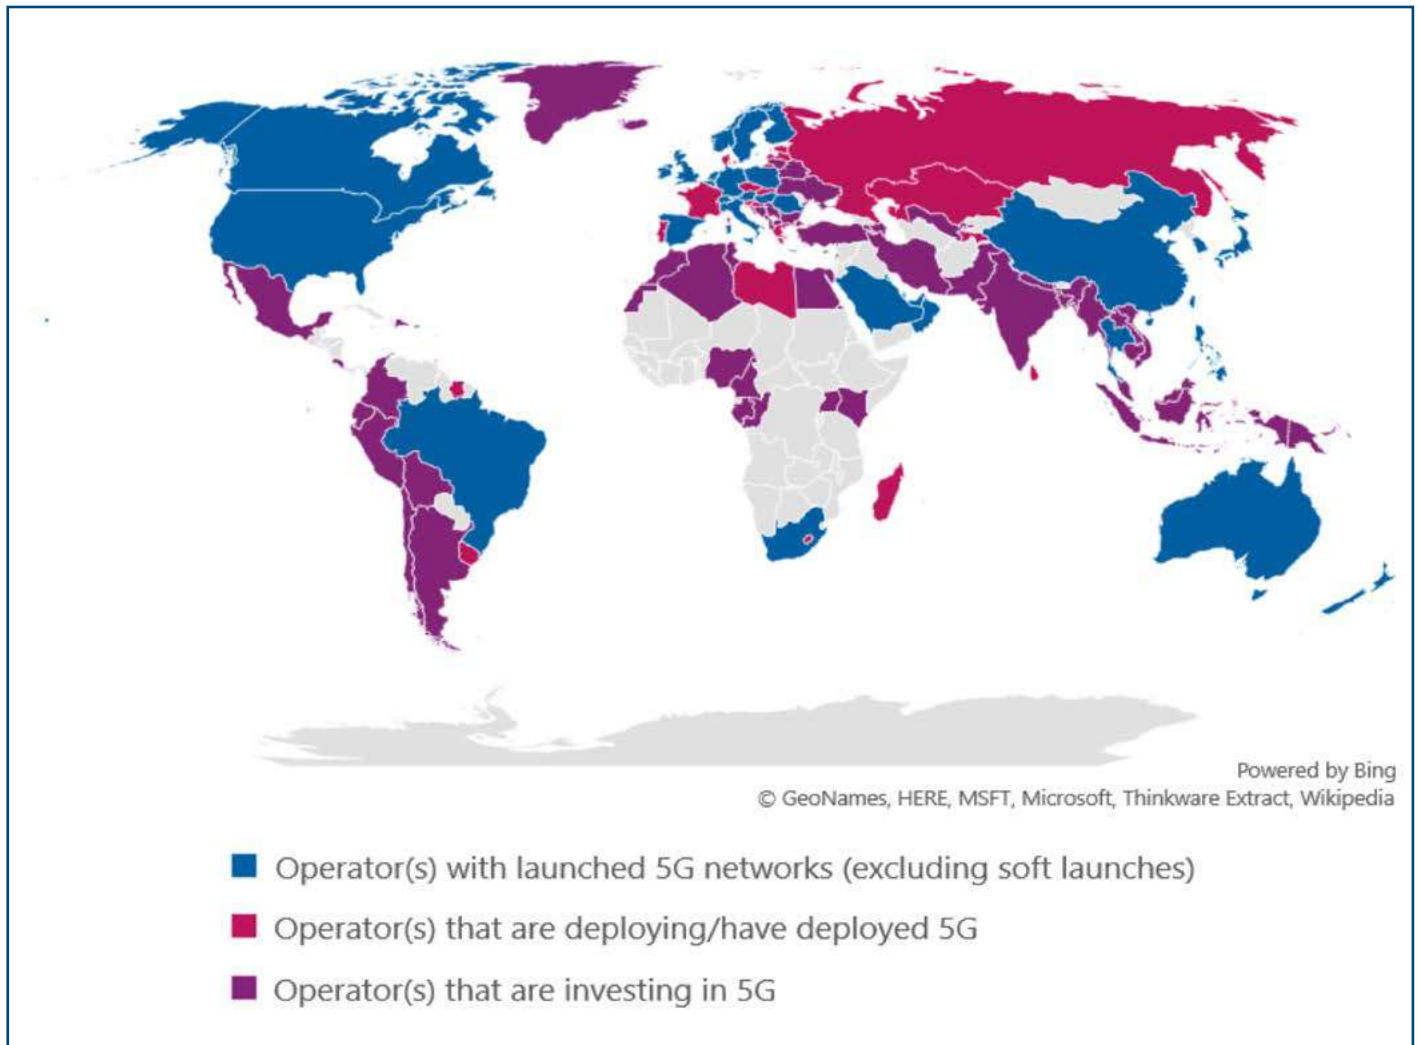 Powered by Bing
© GeoNames, HERE, MSFT, Microsoft, Thinkware Extract, Wikipedia
Operator(s) with launched 5G networks (excluding soft launches)
Operator(s) that are deploying/have deployed 5G
Operator(s) that are investing in 5G